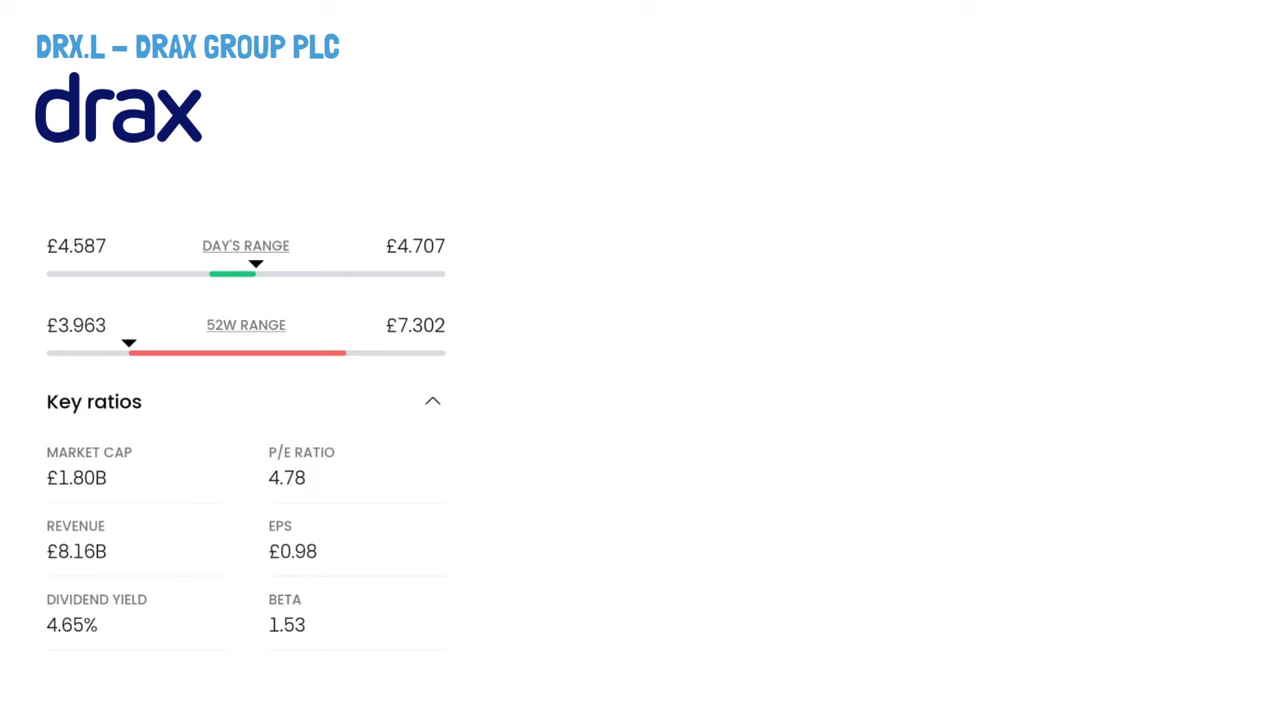 DRX.L – DRAX GROUP PLC
drax
£4.587 DAY'S RANGE £4.707
£3.963 52W RANGE £7.302
Key ratios
MARKET CAP P/E RATIO
£1.80B 4.78
REVENUE EPS
£8.16B £0.98
DIVIDEND YIELD BETA
4.65% 1.53